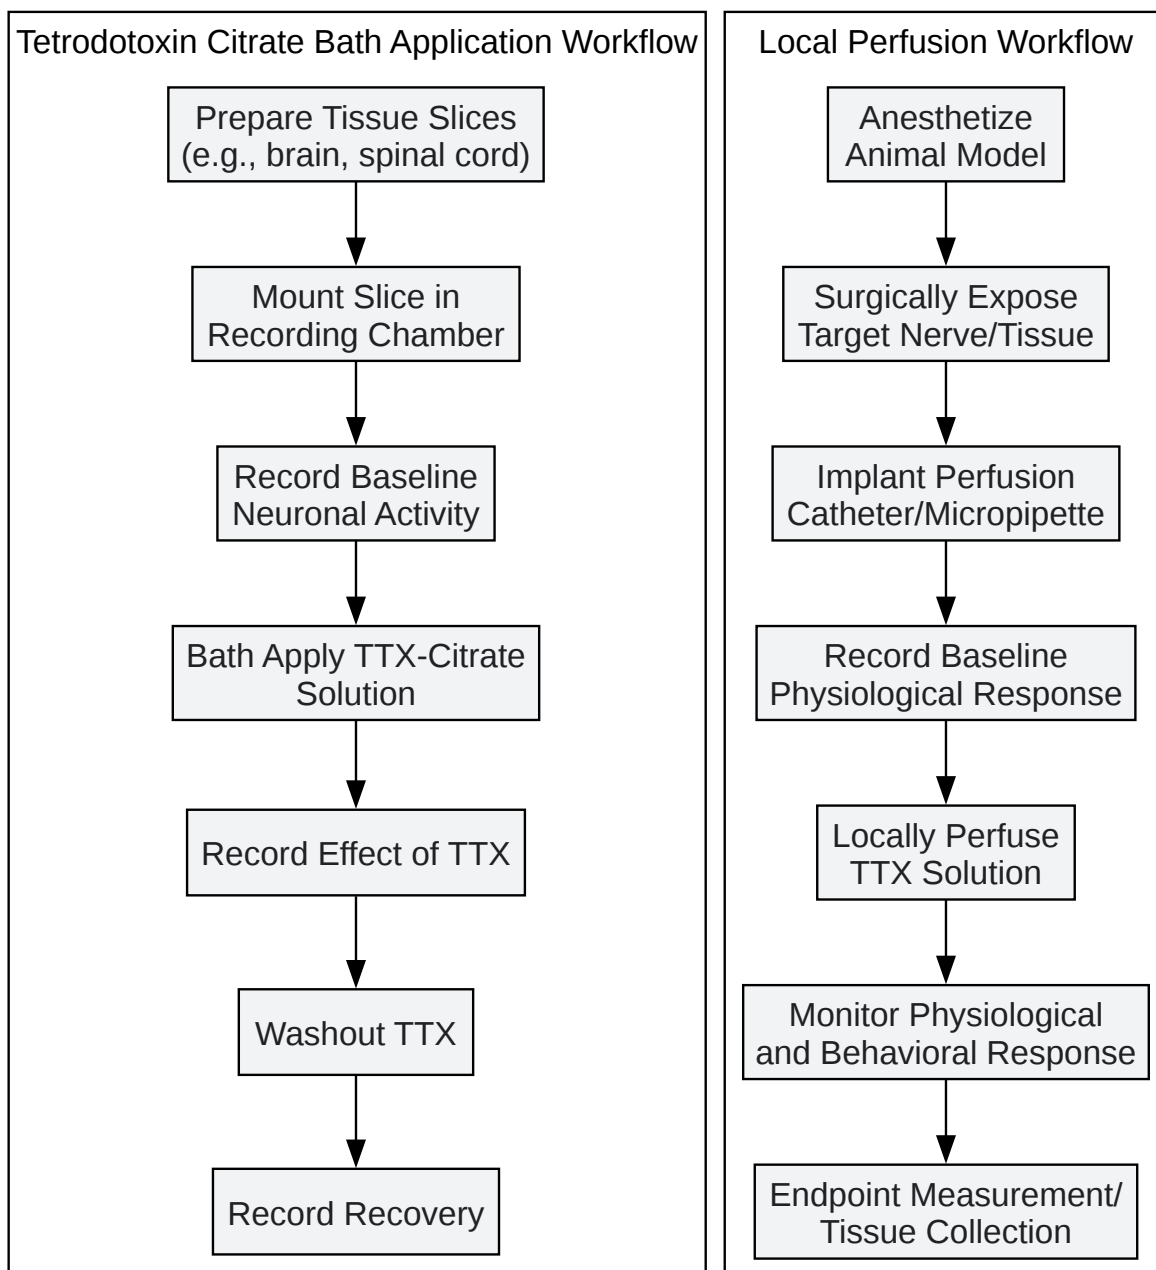 Tetrodotoxin Citrate Bath Application Workflow
Prepare Tissue Slices
(e.g., brain, spinal cord)
Mount Slice in
Recording Chamber
Record Baseline
Neuronal Activity
Bath Apply TTX-Citrate
Solution
Record Effect of TTX
Washout TTX
Record Recovery
Local Perfusion Workflow
Anesthetize
Animal Model
Surgically Expose
Target Nerve/Tissue
Implant Perfusion
Catheter/Micropipette
Record Baseline
Physiological Response
Locally Perfuse
TTX Solution
Monitor Physiological
and Behavioral Response
Endpoint Measurement/
Tissue Collection